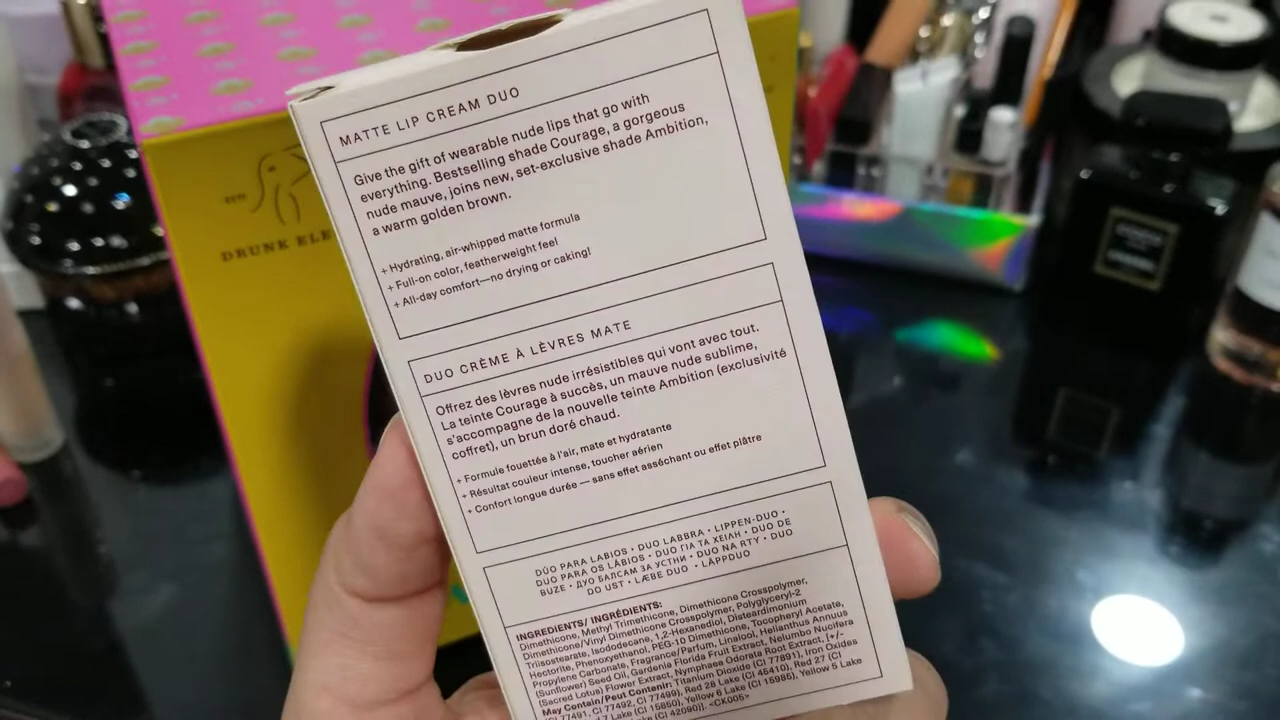 MATTE LIP CREAM DUO
Give the gift of wearable nude lips that go with
everything. Bestselling shade Courage, a gorgeous
nude mauve, joins new, set-exclusive shade Ambition,
a warm golden brown.
+ Hydrating, air-whipped matte formula
+ Full-on color, featherweight feel
+ All-day comfort—no drying or caking!
DUO CRÈME À LÈVRES MATE
Offrez des lèvres nude irrésistibles qui vont avec tout.
La teinte Courage à succès, un mauve nude sublime,
s'accompagne de la nouvelle teinte Ambition (exclusivité
coffret), un brun doré chaud.
+ Formule fouettée à l'air, mate et hydratante
+ Résultat couleur intense, toucher aérien
+ Confort longue durée — sans effet asséchant ou effet plâtre
DÚO PARA LABIOS • DUO LABBRA • LIPPEN-DUO •
DUO PARA OS LÁBIOS • DUO ΓΙΑ ΤΑ ΧΕΙΛΗ • DUO DE
BUZE • ДУО БАЛСАМ ЗА УСТНИ • DUO NA RTY • DUO
DO UST • LÆBE DUO • LÄPPDUO
INGREDIENTS/ INGRÉDIENTS:
Dimethicone, Methyl Trimethicone, Dimethicone Crosspolymer,
Dimethicone/Vinyl Dimethicone Crosspolymer, Polyglyceryl-2
Triisostearate, Isododecane, 1,2-Hexanediol, Disteardimonium
Hectorite, Phenoxyethanol, PEG-10 Dimethicone, Tocopheryl Acetate,
Propylene Carbonate, Fragrance/Parfum, Linalool, Helianthus Annuus
(Sunflower) Seed Oil, Gardenia Florida Fruit Extract, Nelumbo Nucifera
(Sacred Lotus) Flower Extract, Nymphaea Odorata Root Extract, [+/-
May Contain/Peut Contenir: Titanium Dioxide (CI 77891), Iron Oxides
(CI 77491, CI 77492, CI 77499), Red 28 Lake (CI 45410), Red 27 (CI
7 Lake (CI 15850), Yellow 6 Lake (CI 15985), Yellow 5 Lake
Lake (CI 42090)]. <CK005>
DRUNK ELE